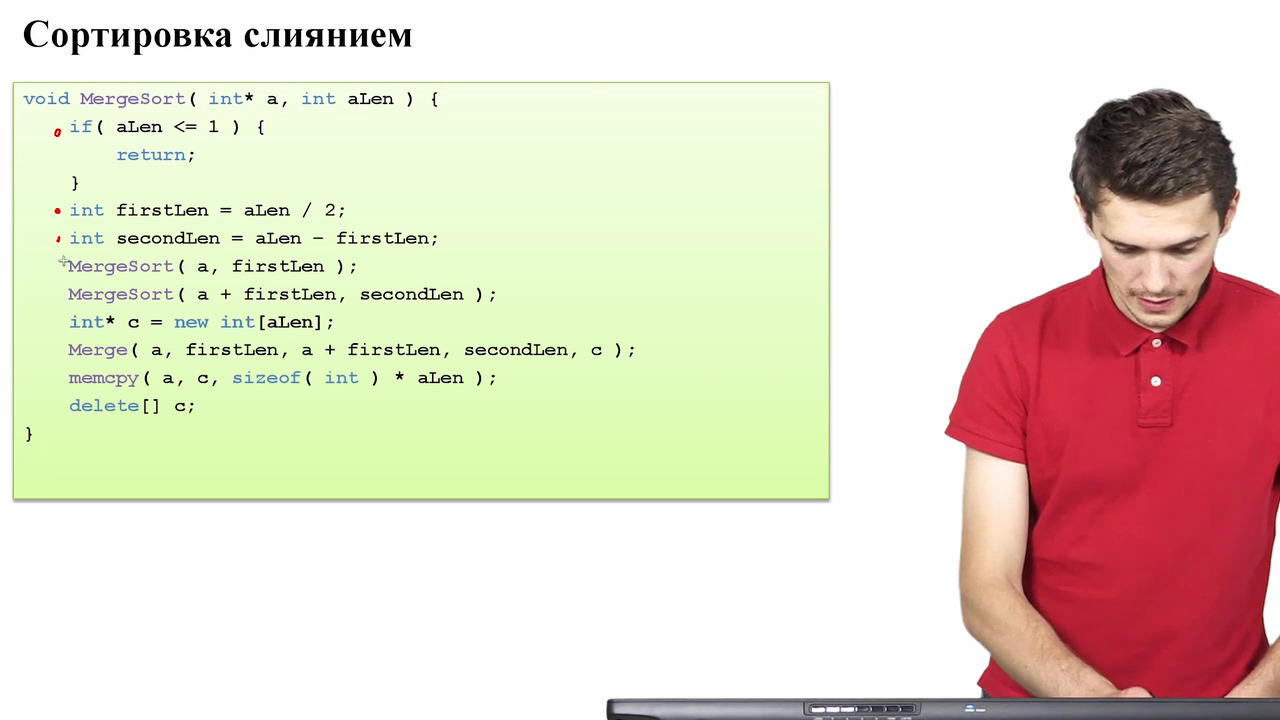 Сортировка слиянием
void MergeSort( int* a, int aLen ) {
if( aLen <= 1 ) {
return;
}
int firstLen = aLen / 2;
int secondLen = aLen – firstLen;
MergeSort( a, firstLen );
MergeSort( a + firstLen, secondLen );
int* c = new int[aLen];
Merge( a, firstLen, a + firstLen, secondLen, c );
memcpy( a, c, sizeof( int ) * aLen );
delete[] c;
}